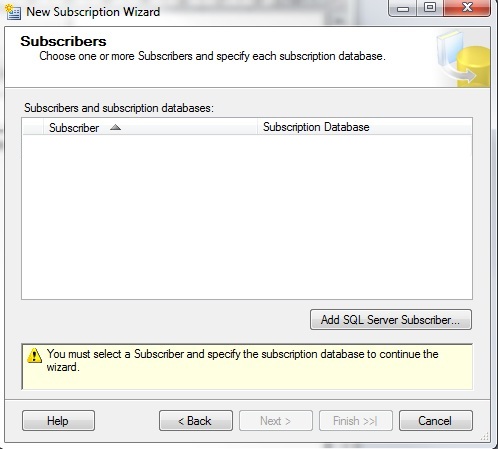 New Subscription Wizard
Subscribers
Choose one or more Subscribers and specify each subscription database.
Subscribers and subscription databases:
Subscriber Subscription Database
Add SQL Server Subscriber...
You must select a Subscriber and specify the subscription database to continue the
wizard.
Help < Back Next > Finish >>| Cancel